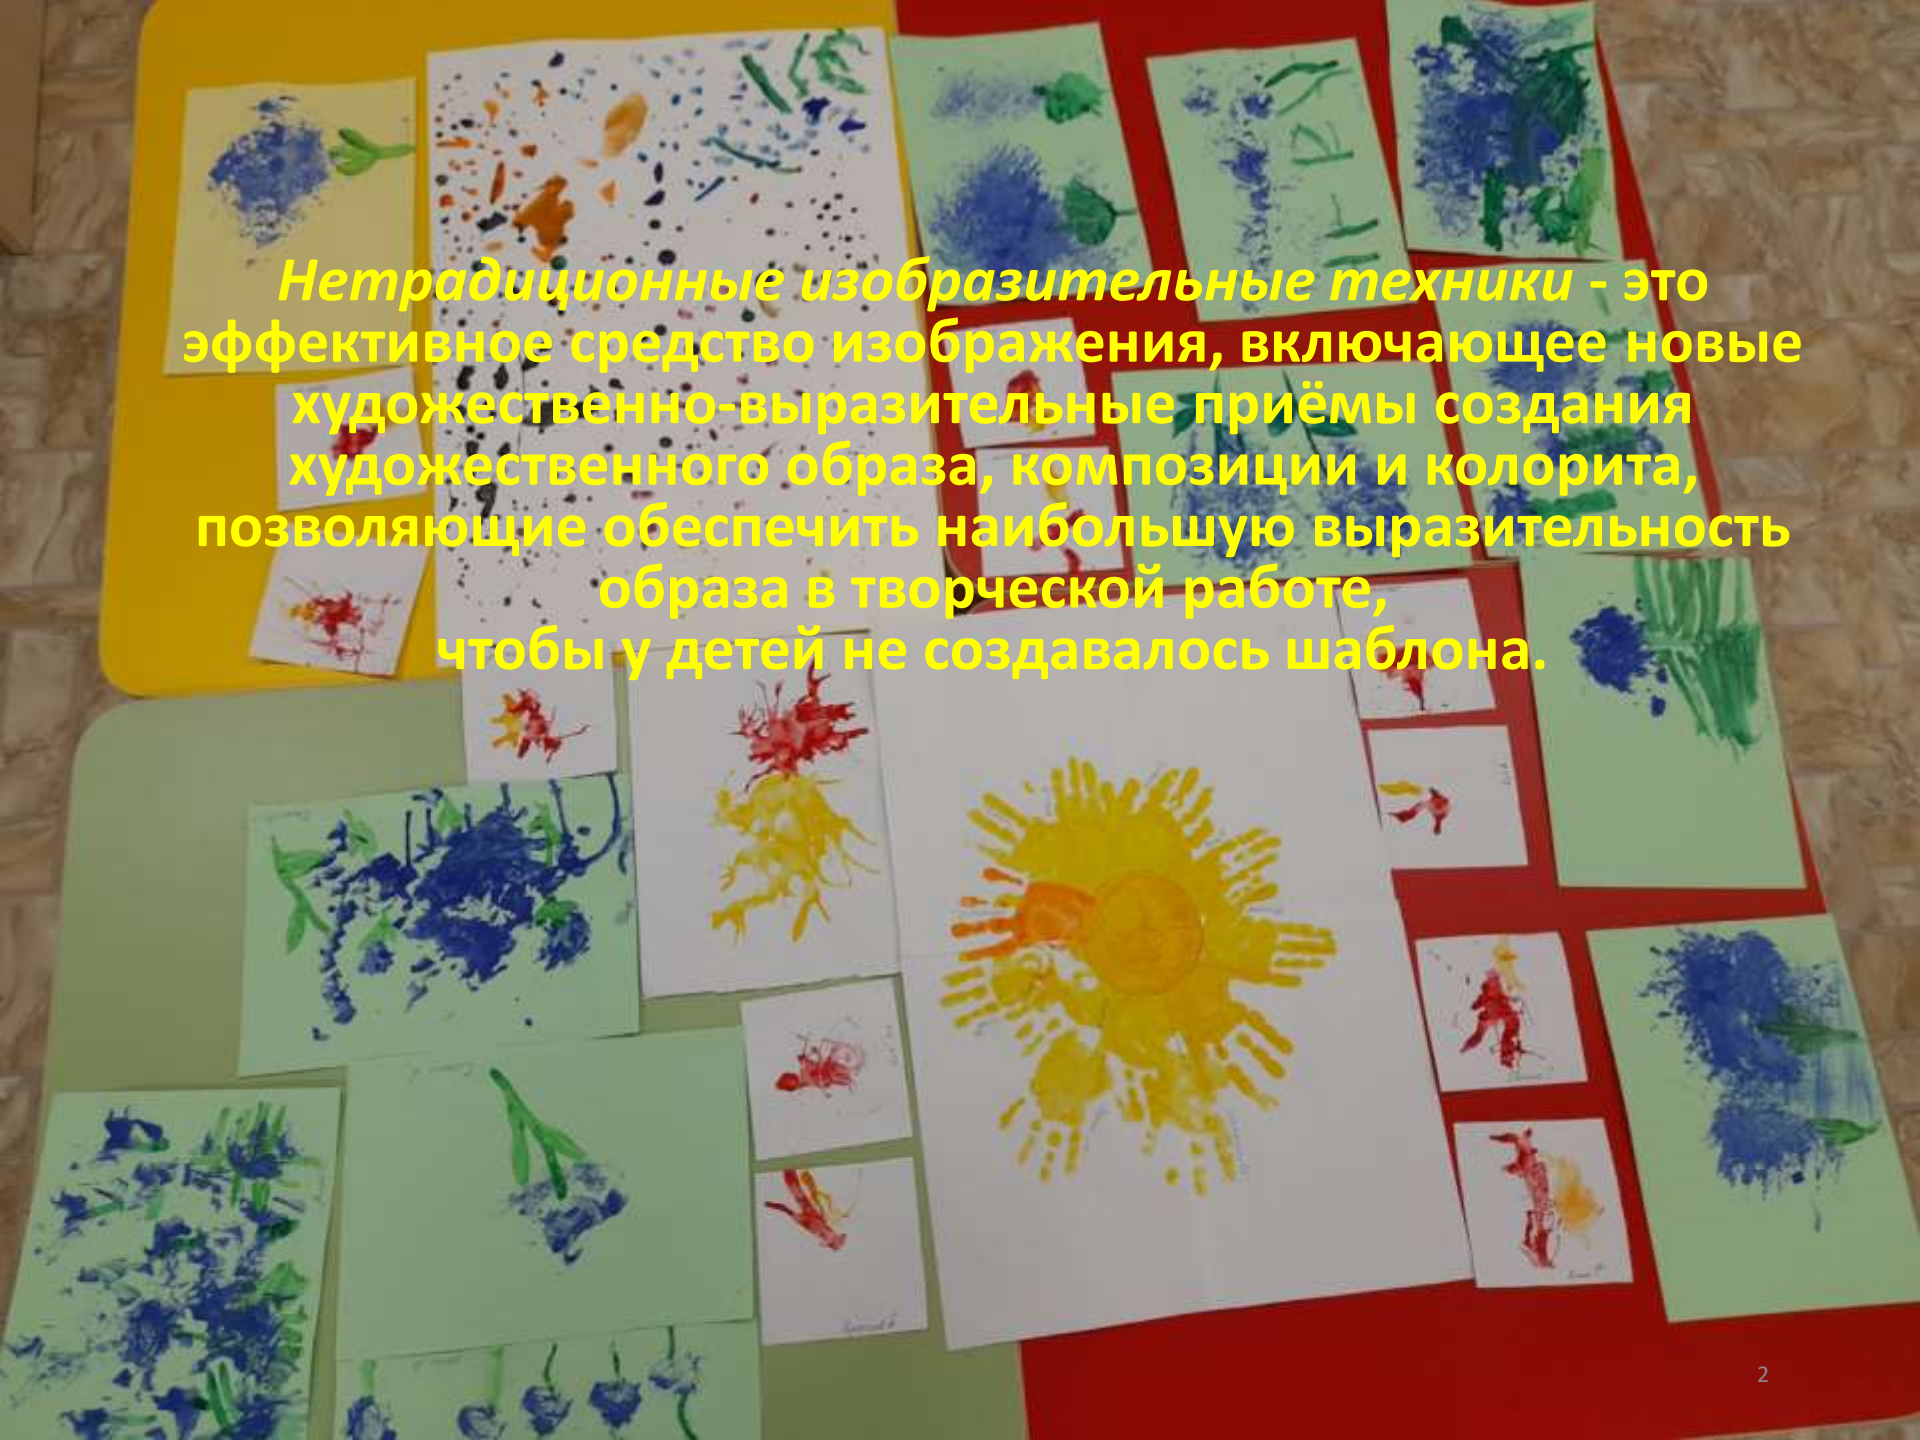 Нетрадиционные изобразительные техники - это
эффективное средство изображения, включающее новые
художественно-выразительные приёмы создания
художественного образа, композиции и колорита,
позволяющие обеспечить наибольшую выразительность
образа в творческой работе,
чтобы у детей не создавалось шаблона.
2